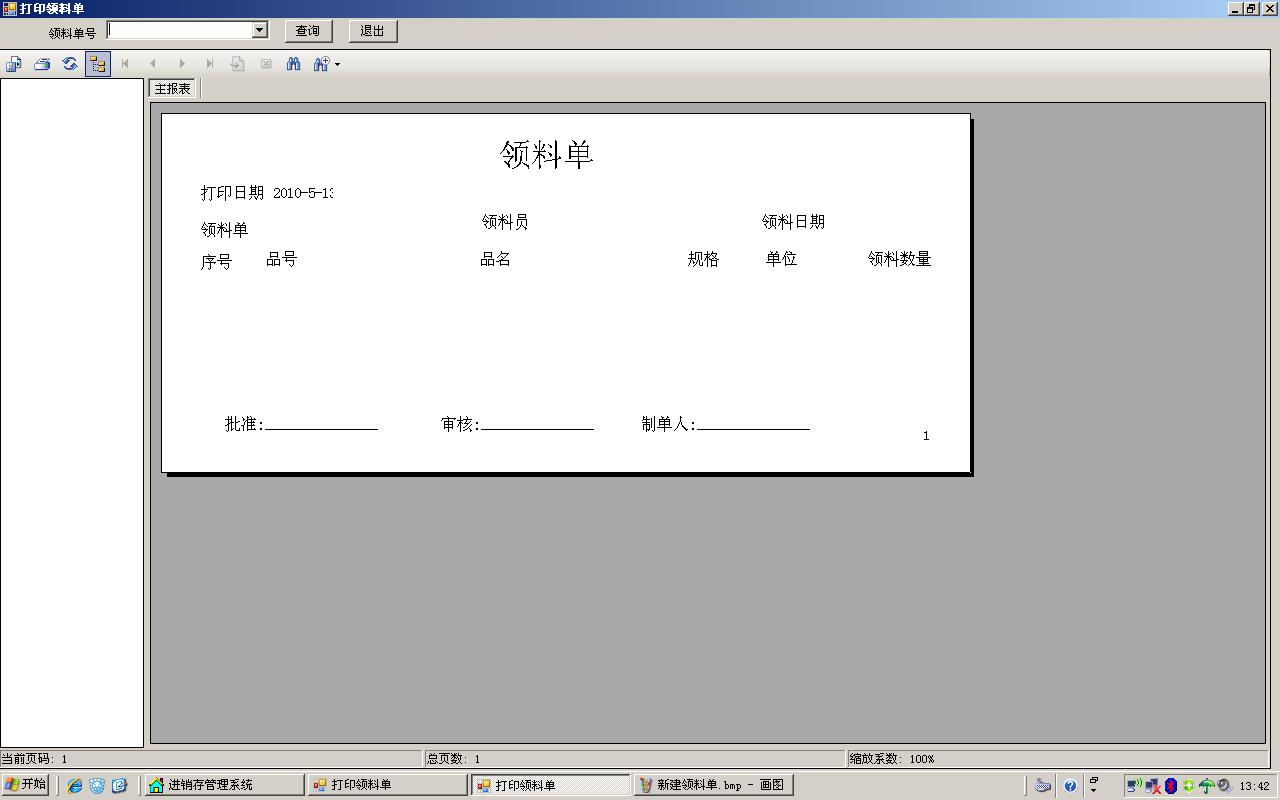 打印领料单
领料单号 查询 退出
主报表
领料单
打印日期 2010-5-13
领料单 领料员 领料日期
序号 品号 品名 规格 单位 领料数量
批准: 审核: 制单人:
1
当前页码: 1 总页数: 1 缩放系数: 100%
开始 进销存管理系统 打印领料单 打印领料单 新建领料单.bmp - 画图 13:42